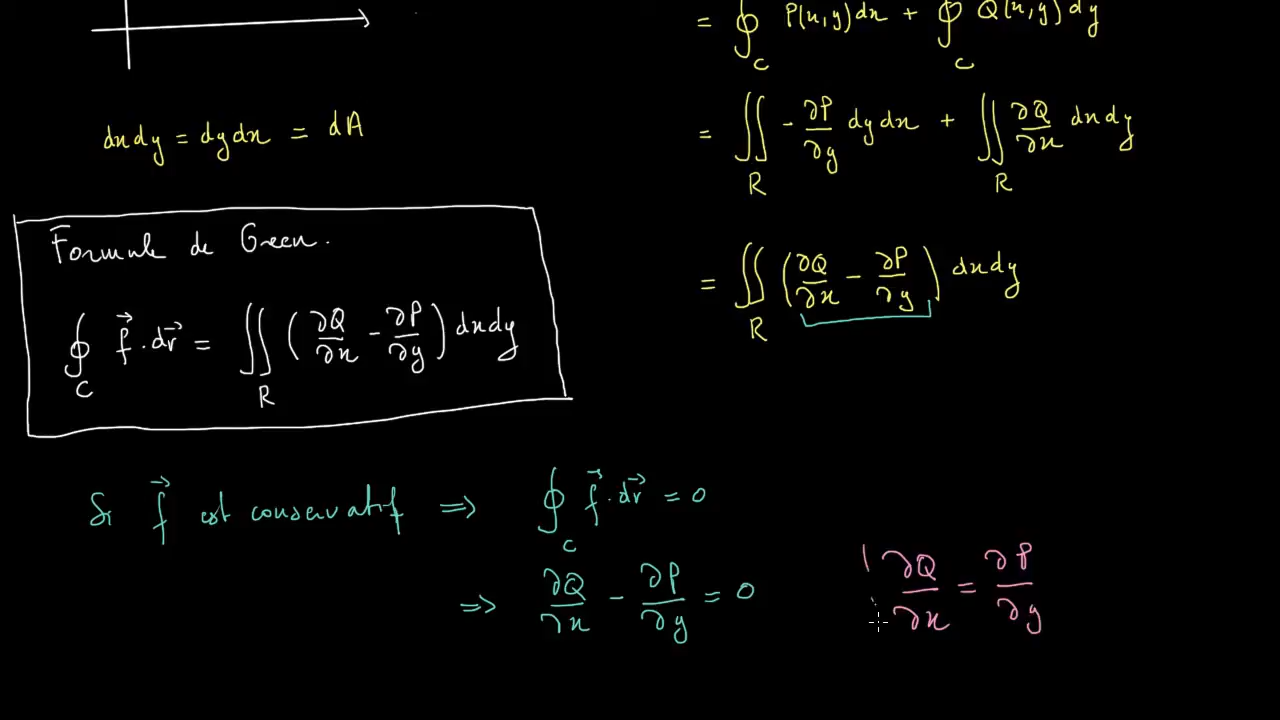 = ∮_C P(x,y)dx + ∮_C Q(x,y)dy
dxdy = dydx = dA
= ∬_R -∂P/∂y dydx + ∬_R ∂Q/∂x dxdy
Formule de Green.
∮_C f⃗·dr⃗ = ∬_R (∂Q/∂x - ∂P/∂y) dxdy
= ∬_R (∂Q/∂x - ∂P/∂y) dxdy
Si f⃗ est conservatif ⇒ ∮_C f⃗·dr⃗ = 0
⇒ ∂Q/∂x - ∂P/∂y = 0
∂Q/∂x = ∂P/∂y